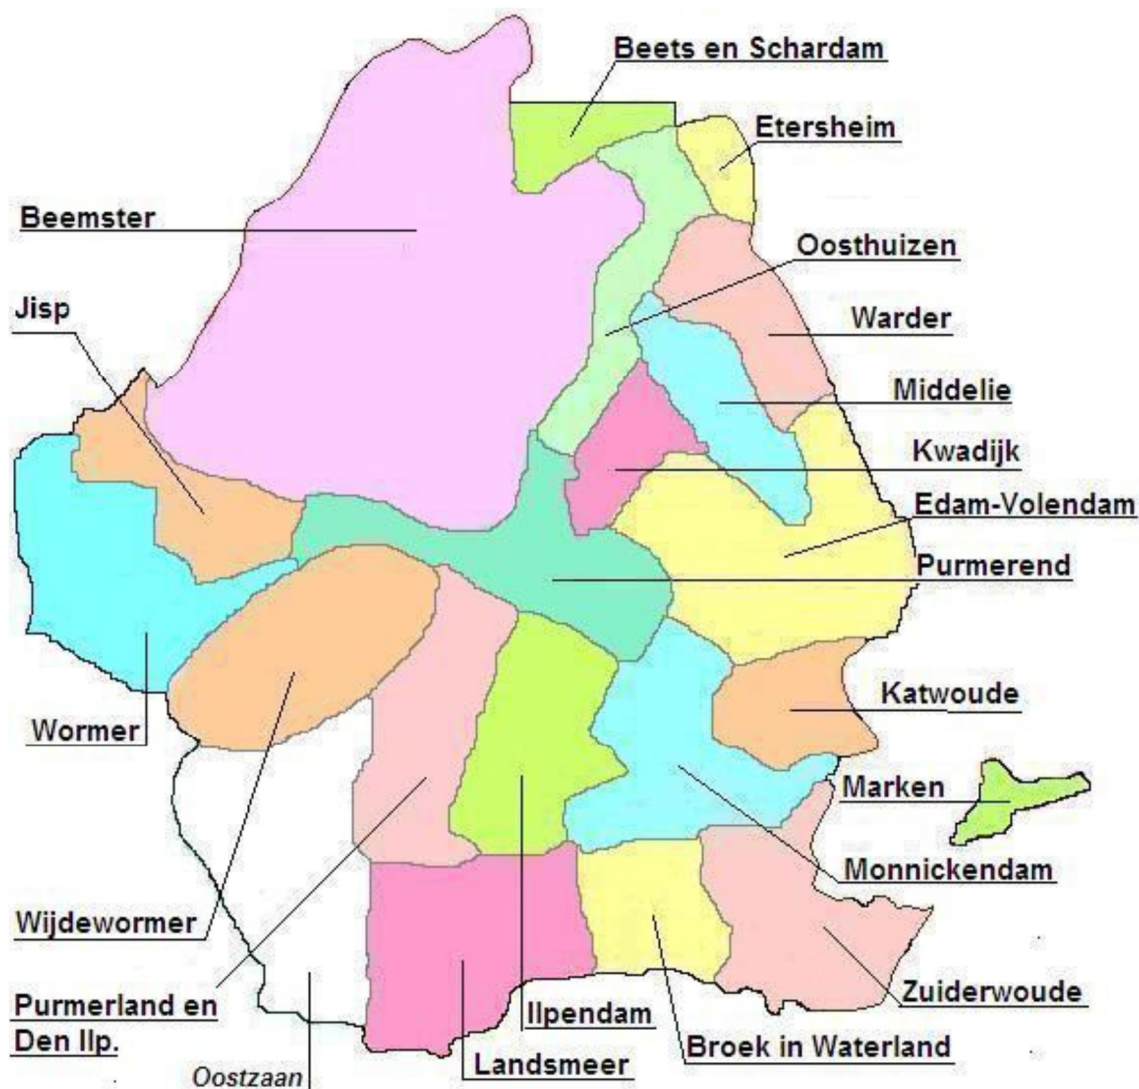 Beets en Schardam
Etersheim
Beemster
Oosthuizen
Jisp
Warder
Middelie
Kwadijk
Edam-Volendam
Purmerend
Katwoude
Wormer
Marken
Monnickendam
Wijdewormer
Zuiderwoude
Purmerland en
Den Ilp.
Ilpendam
Broek in Waterland
Landsmeer
Oostzaan